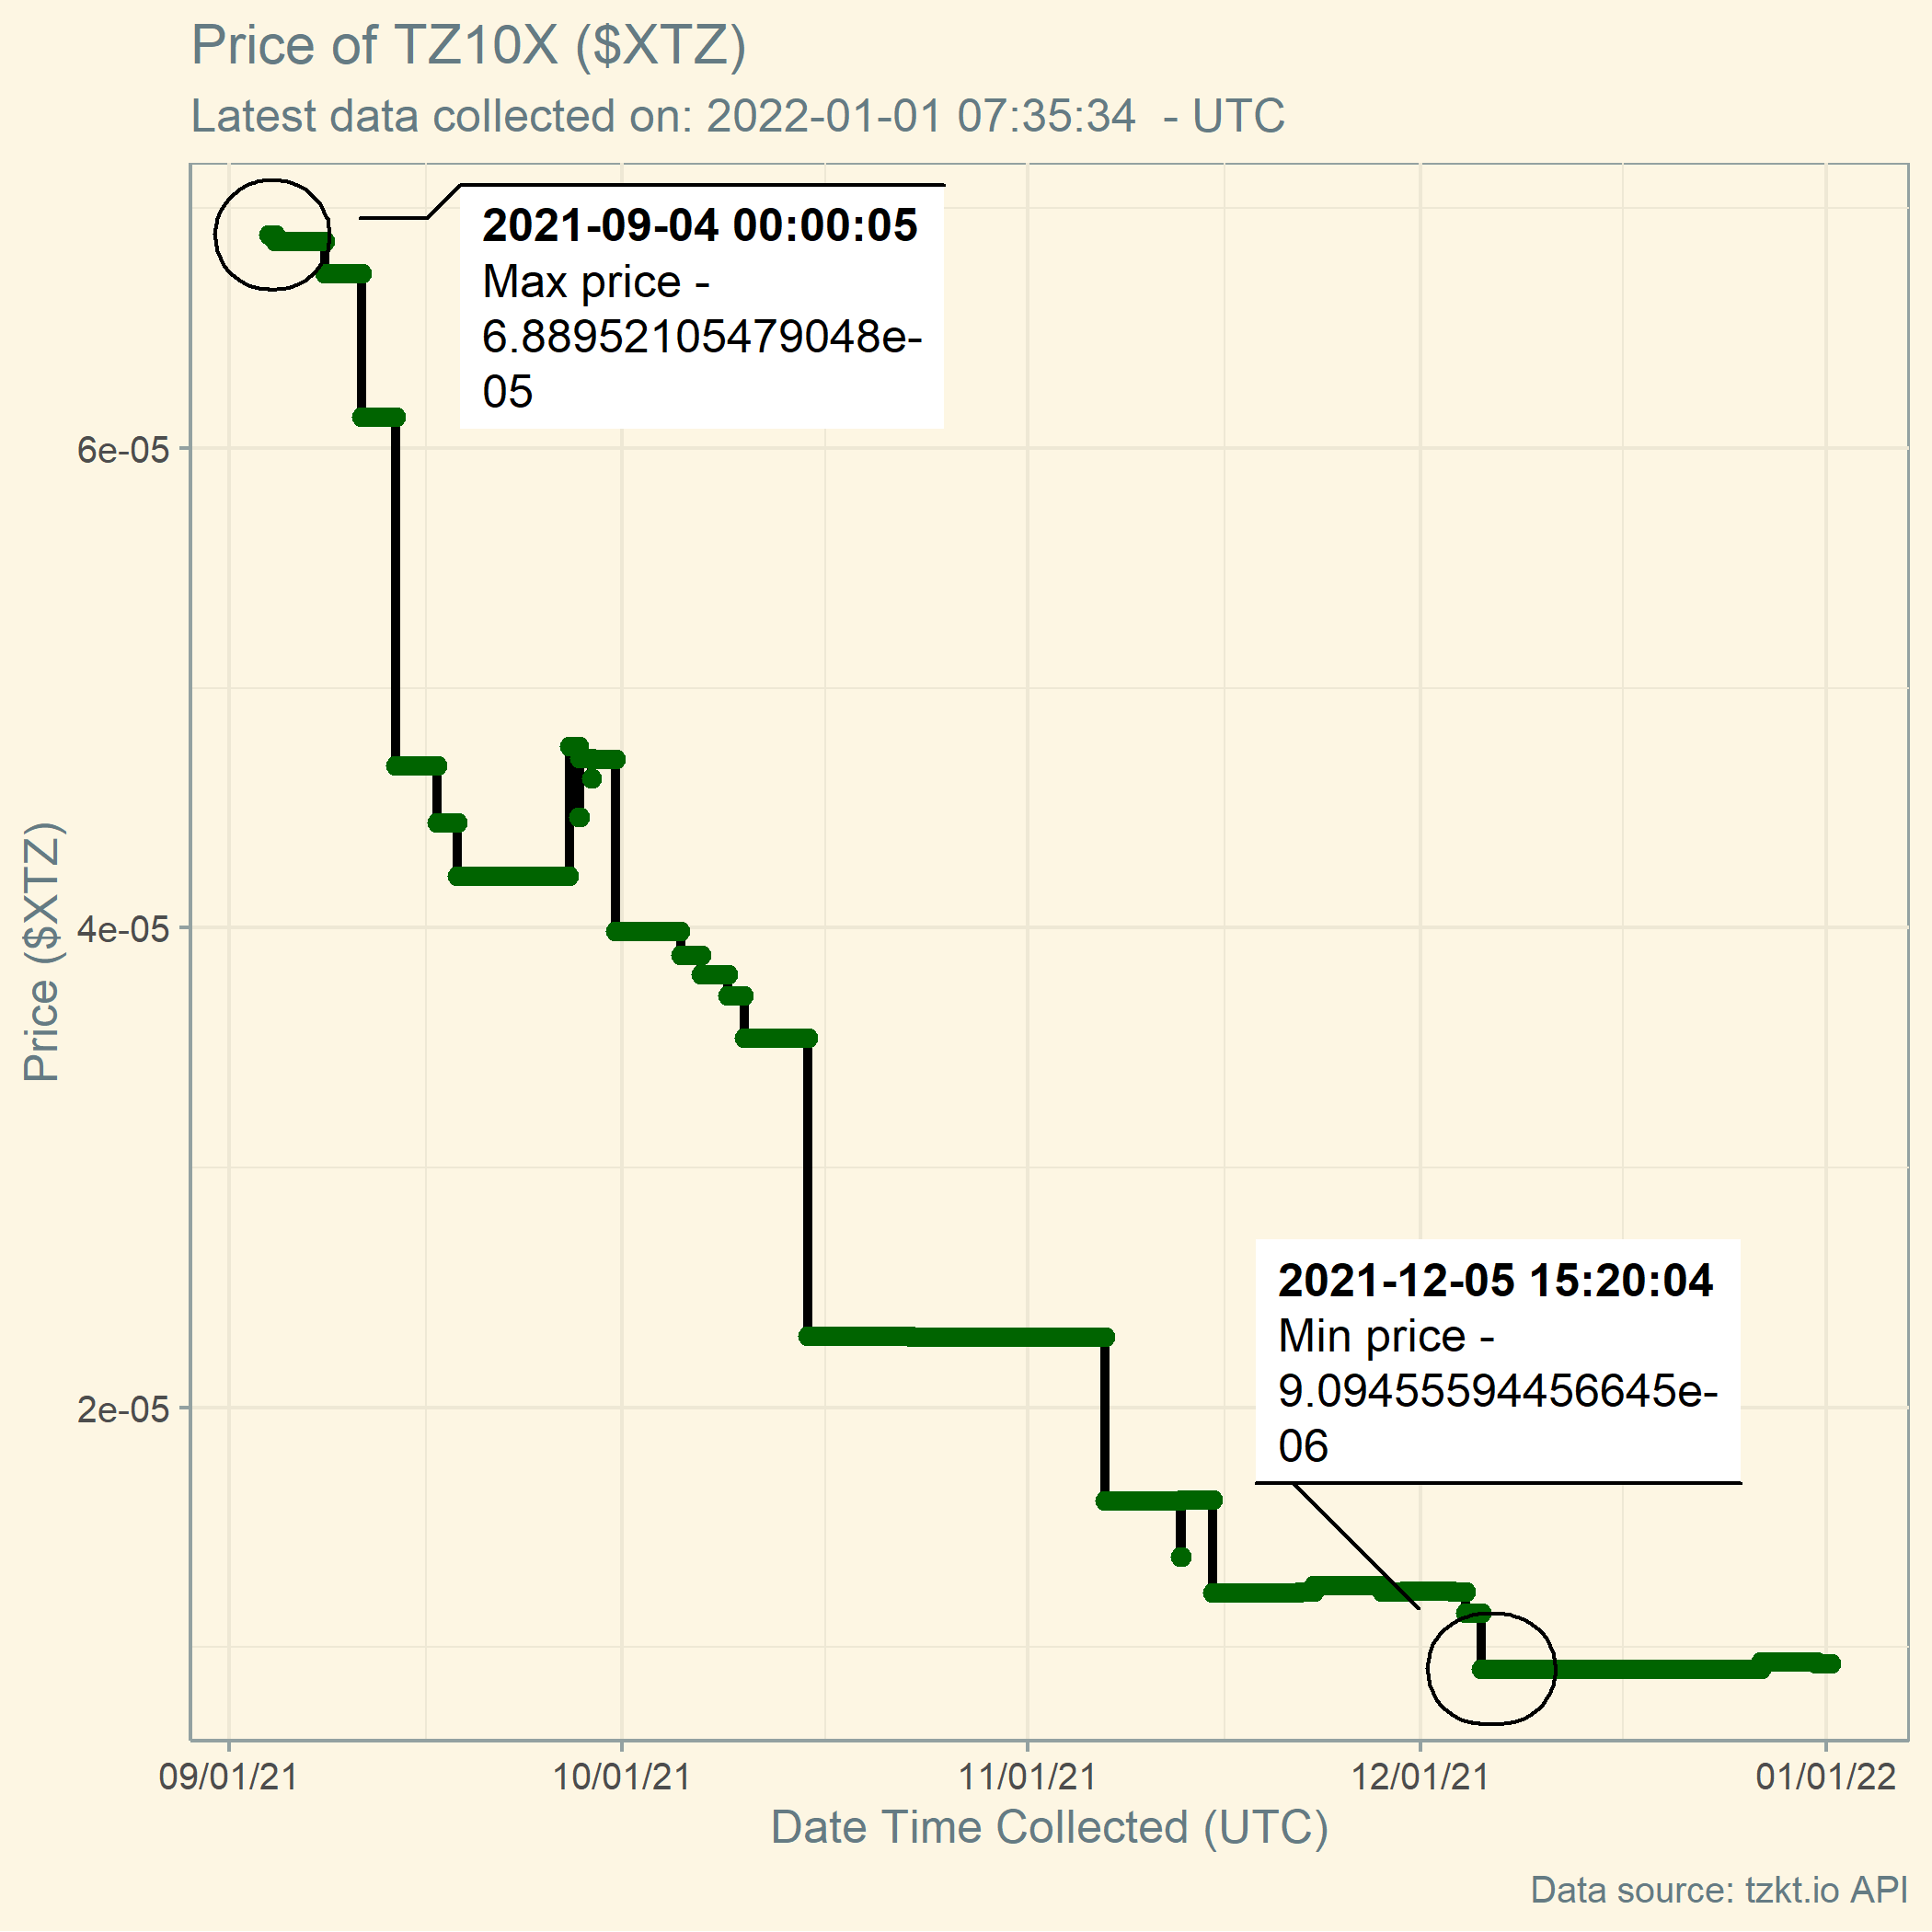 Price of TZ10X ($XTZ)
Latest data collected on: 2022-01-01 07:35:34  - UTC
2021-09-04 00:00:05
Max price -
6.88952105479048e-
05
6e-05
4e-05
2e-05
Price ($XTZ)
2021-12-05 15:20:04
Min price -
9.09455594456645e-
06
09/01/21 10/01/21 11/01/21 12/01/21 01/01/22
Date Time Collected (UTC)
Data source: tzkt.io API